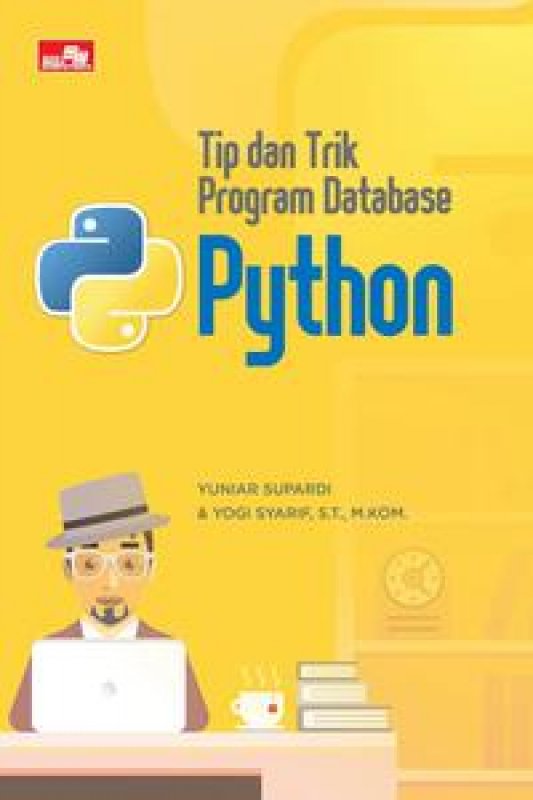 Tip dan Trik
Program Database
Python
YUNIAR SUPARDI
& YOGI SYARIF, S.T., M.KOM.